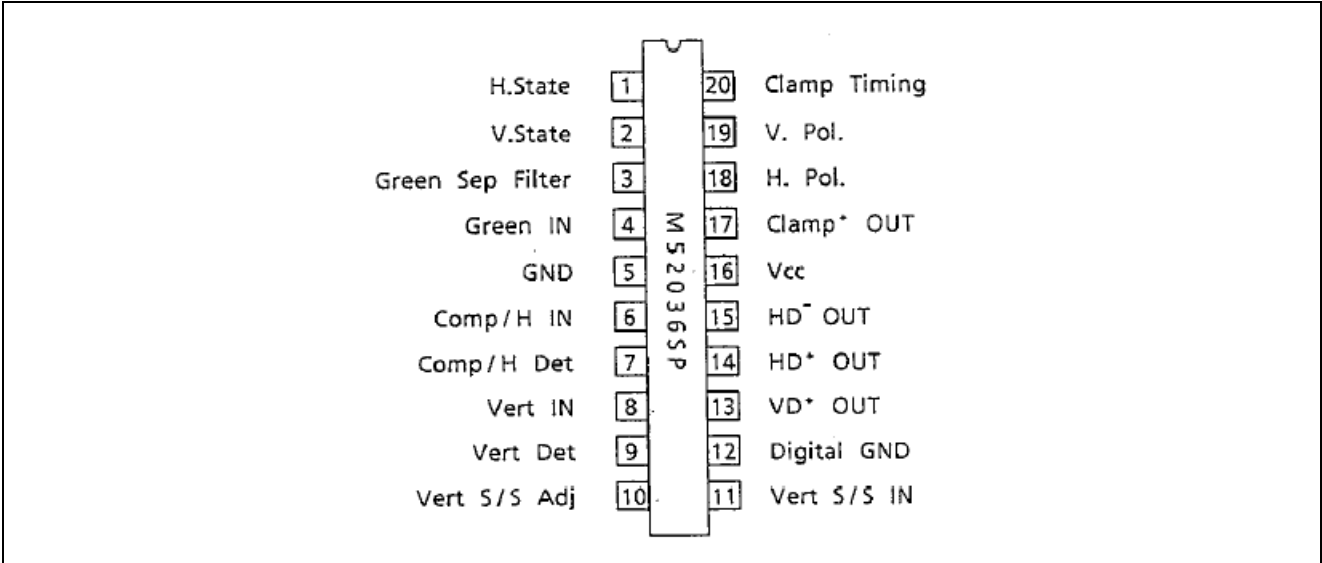 H.State 1 20 Clamp Timing
V.State 2 19 V. Pol.
Green Sep Filter 3 18 H. Pol.
Green IN 4 17 Clamp⁺ OUT
GND 5 16 Vcc
Comp/H IN 6 15 HD⁻ OUT
Comp/H Det 7 14 HD⁺ OUT
Vert IN 8 13 VD⁺ OUT
Vert Det 9 12 Digital GND
Vert S/S Adj 10 11 Vert S/S IN
M52036SP